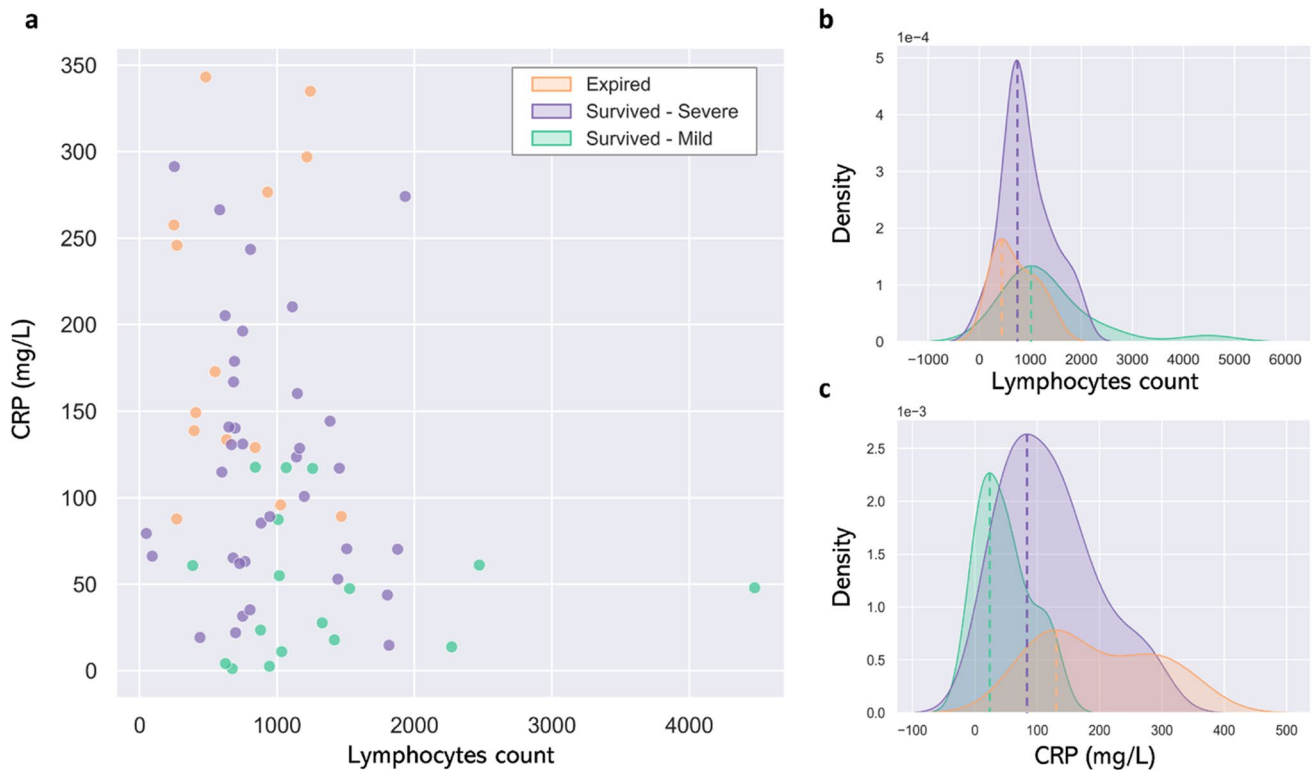 a
350
300
250
200
150
100
50
0
CRP (mg/L)
Expired
Survived - Severe
Survived - Mild
0 1000 2000 3000 4000
Lymphocytes count
b
1e−4
5
4
3
2
1
0
Density
−1000 0 1000 2000 3000 4000 5000 6000
Lymphocytes count
c
1e−3
2.5
2.0
1.5
1.0
0.5
0.0
Density
−100 0 100 200 300 400 500
CRP (mg/L)